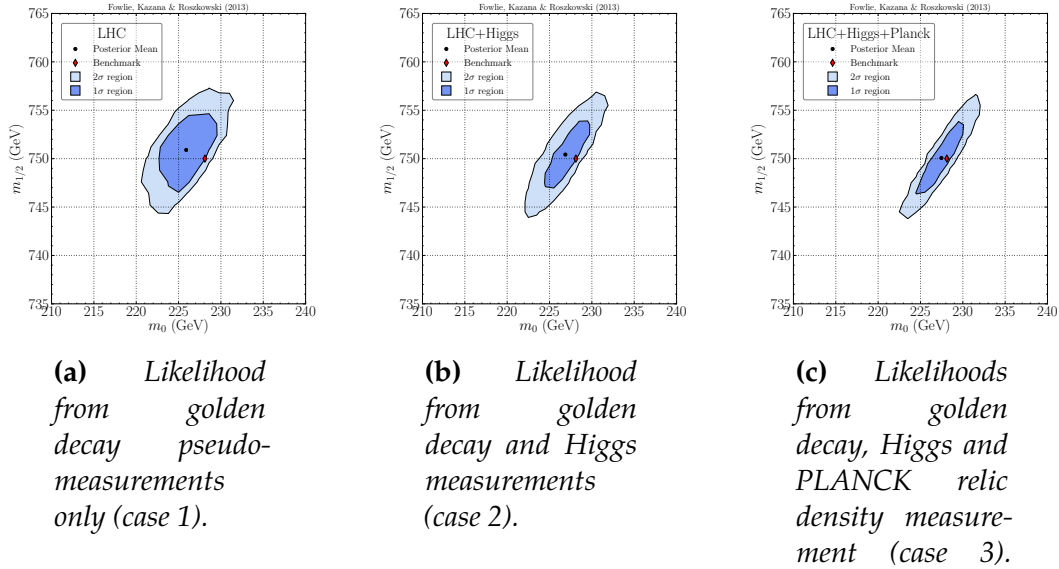 Fowlie, Kazana & Roszkowski (2013)
LHC
Posterior Mean
Benchmark
2σ region
1σ region
765
760
755
750
745
740
735
m1/2 (GeV)
210 215 220 225 230 235 240
m0 (GeV)
Fowlie, Kazana & Roszkowski (2013)
LHC+Higgs
Posterior Mean
Benchmark
2σ region
1σ region
765
760
755
750
745
740
735
m1/2 (GeV)
210 215 220 225 230 235 240
m0 (GeV)
Fowlie, Kazana & Roszkowski (2013)
LHC+Higgs+Planck
Posterior Mean
Benchmark
2σ region
1σ region
765
760
755
750
745
740
735
m1/2 (GeV)
210 215 220 225 230 235 240
m0 (GeV)
(a) Likelihood
from golden
decay pseudo-
measurements
only (case 1).
(b) Likelihood
from golden
decay and Higgs
measurements
(case 2).
(c) Likelihoods
from golden
decay, Higgs and
PLANCK relic
density measure-
ment (case 3).